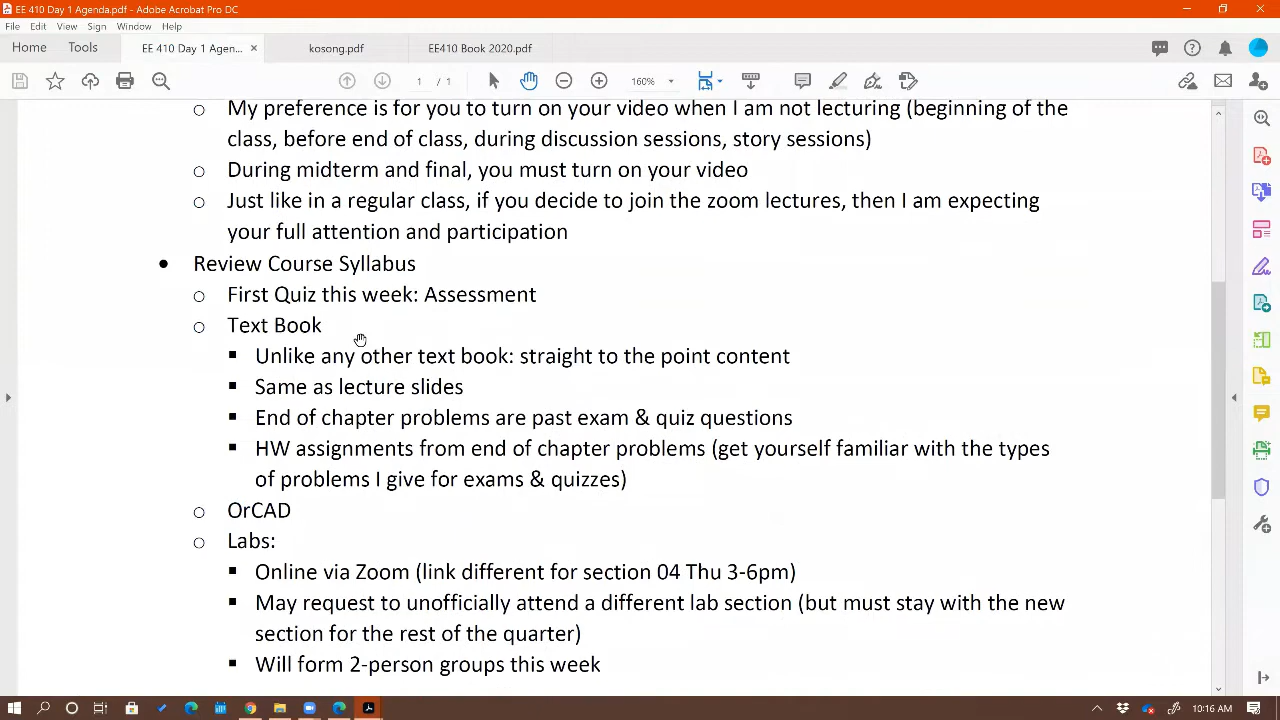 EE 410 Day 1 Agenda.pdf - Adobe Acrobat Pro DC
File Edit View Sign Window Help
Home Tools EE 410 Day 1 Agen... × kosong.pdf EE410 Book 2020.pdf
1 / 1 160%
o My preference is for you to turn on your video when I am not lecturing (beginning of the
class, before end of class, during discussion sessions, story sessions)
o During midterm and final, you must turn on your video
o Just like in a regular class, if you decide to join the zoom lectures, then I am expecting
your full attention and participation
• Review Course Syllabus
o First Quiz this week: Assessment
o Text Book
▪ Unlike any other text book: straight to the point content
▪ Same as lecture slides
▪ End of chapter problems are past exam & quiz questions
▪ HW assignments from end of chapter problems (get yourself familiar with the types
of problems I give for exams & quizzes)
o OrCAD
o Labs:
▪ Online via Zoom (link different for section 04 Thu 3-6pm)
▪ May request to unofficially attend a different lab section (but must stay with the new
section for the rest of the quarter)
▪ Will form 2-person groups this week
10:16 AM